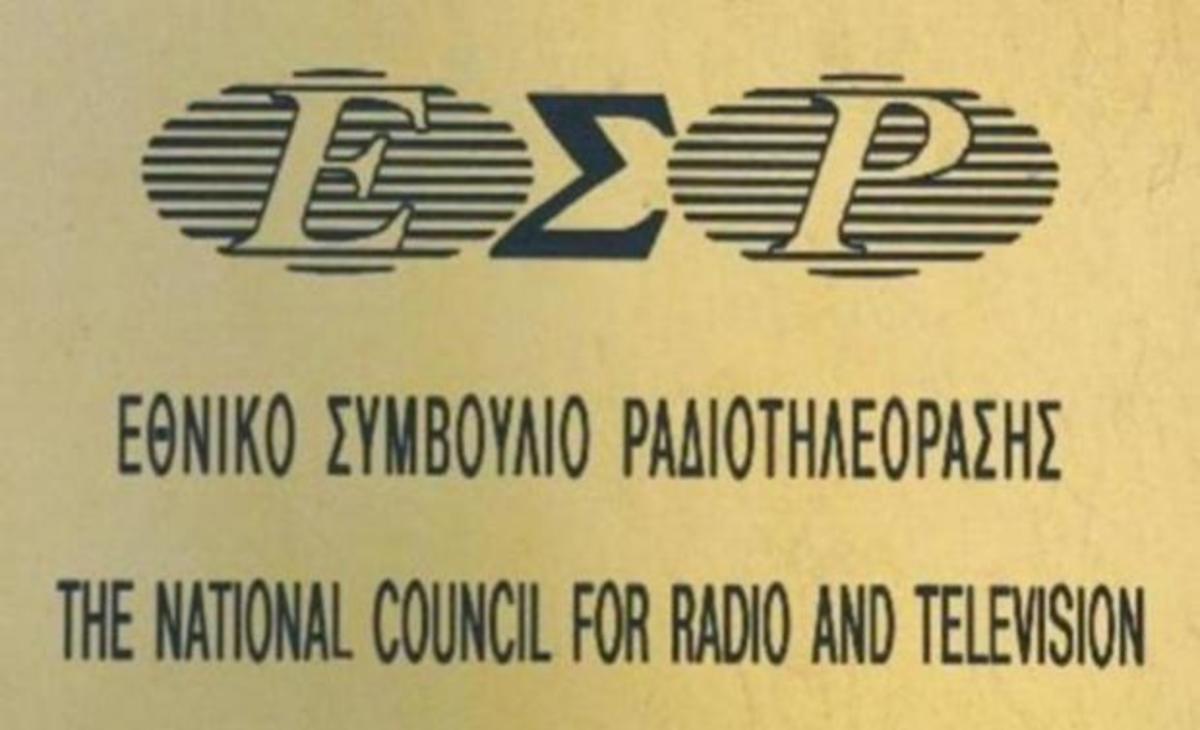 ΕΣΡ
ΕΘΝΙΚΟ ΣΥΜΒΟΥΛΙΟ ΡΑΔΙΟΤΗΛΕΟΡΑΣΗΣ
THE NATIONAL COUNCIL FOR RADIO AND TELEVISION